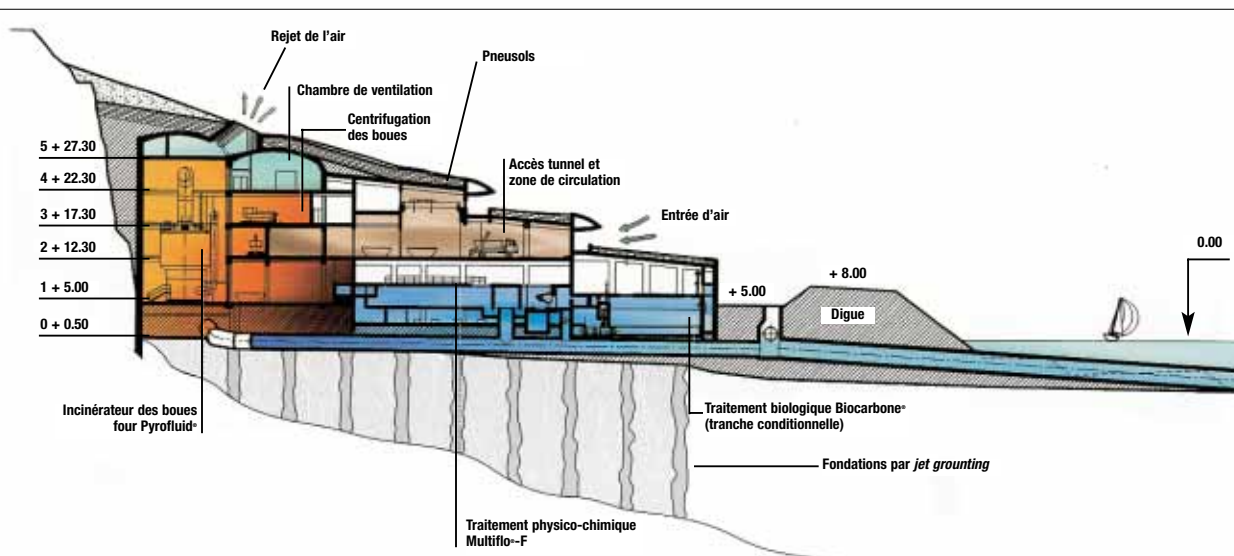 Rejet de l'air
Pneusols
Chambre de ventilation
Centrifugation
des boues
5 + 27.30
4 + 22.30
3 + 17.30
2 + 12.30
1 + 5.00
0 + 0.50
Accès tunnel et
zone de circulation
Entrée d'air
0.00
+ 8.00
+ 5.00
Digue
Incinérateur des boues
four Pyrofluid®
Traitement biologique Biocarbone®
(tranche conditionnelle)
Fondations par jet grounting
Traitement physico-chimique
Multiflo®-F